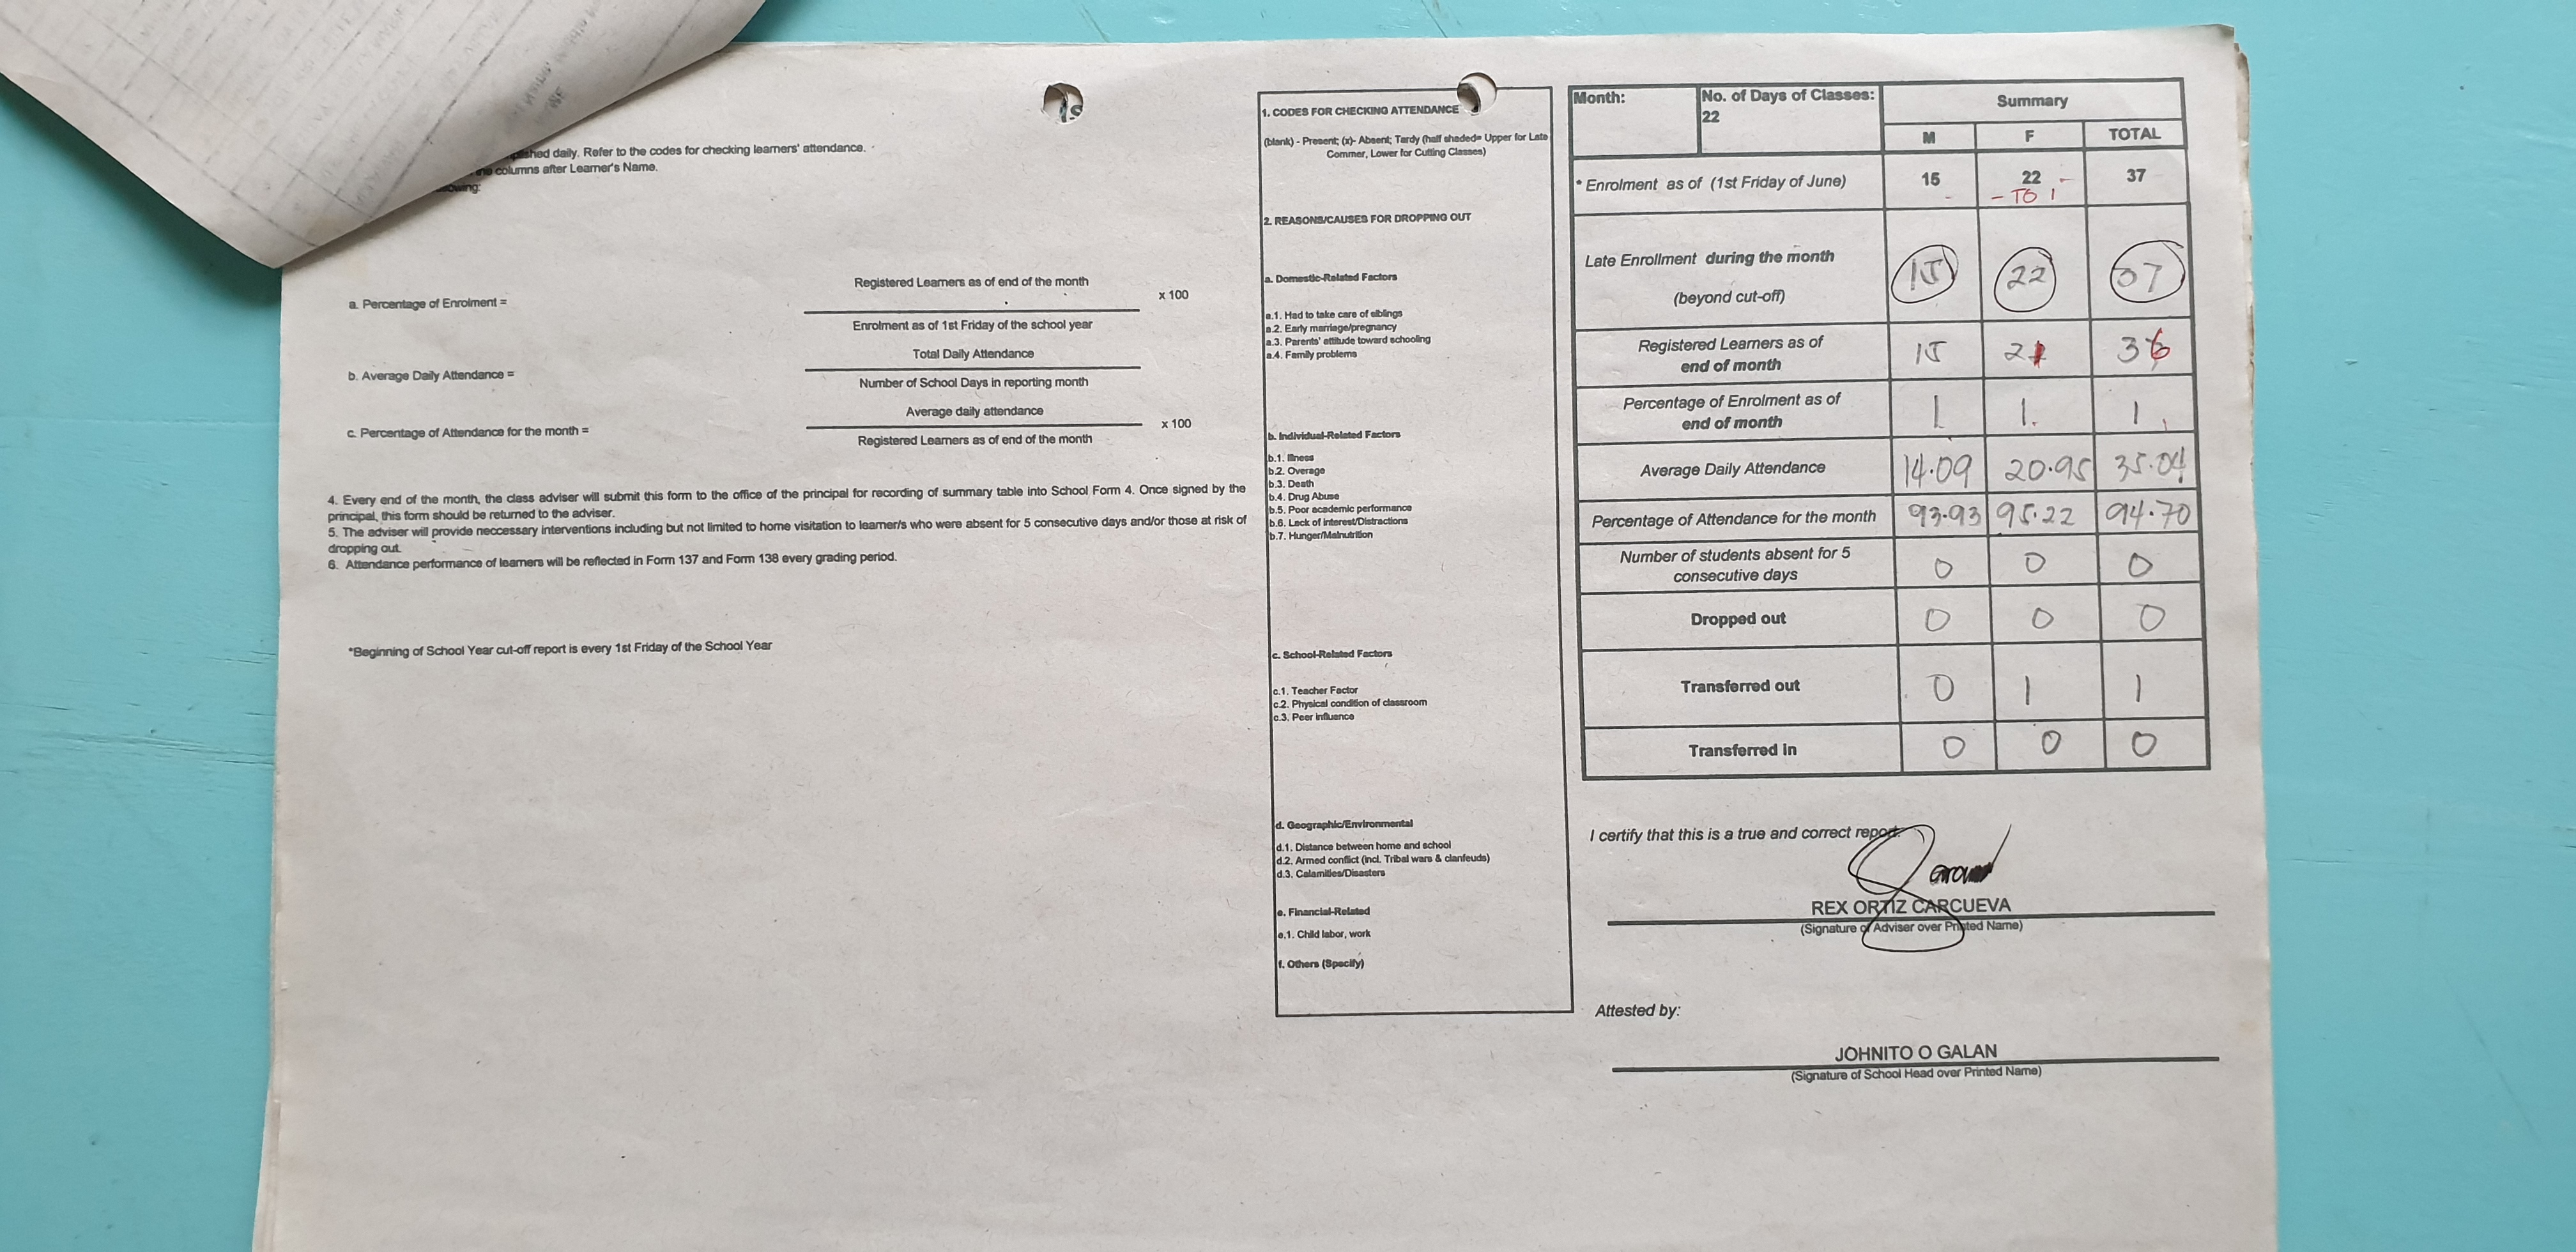 shed daily. Refer to the codes for checking learners' attendance.
columns after Learner's Name.
owing:
a. Percentage of Enrolment =
Registered Learners as of end of the month
x 100
Enrolment as of 1st Friday of the school year
b. Average Daily Attendance =
Total Daily Attendance
Number of School Days in reporting month
c. Percentage of Attendance for the month =
Average daily attendance
x 100
Registered Learners as of end of the month
4. Every end of the month, the class adviser will submit this form to the office of the principal for recording of summary table into School Form 4. Once signed by the
principal, this form should be returned to the adviser.
5. The adviser will provide neccessary interventions including but not limited to home visitation to learner/s who were absent for 5 consecutive days and/or those at risk of
dropping out.
6. Attendance performance of learners will be reflected in Form 137 and Form 138 every grading period.
*Beginning of School Year cut-off report is every 1st Friday of the School Year
1. CODES FOR CHECKING ATTENDANCE
(blank) - Present; (x)- Absent; Tardy (half shaded= Upper for Late
Commer, Lower for Cutting Classes)
2. REASONS/CAUSES FOR DROPPING OUT
a. Domestic-Related Factors
a.1. Had to take care of siblings
a.2. Early marriage/pregnancy
a.3. Parents' attitude toward schooling
a.4. Family problems
b. Individual-Related Factors
b.1. Illness
b.2. Overage
b.3. Death
b.4. Drug Abuse
b.5. Poor academic performance
b.6. Lack of interest/Distractions
b.7. Hunger/Malnutrition
c. School-Related Factors
c.1. Teacher Factor
c.2. Physical condition of classroom
c.3. Peer influence
d. Geographic/Environmental
d.1. Distance between home and school
d.2. Armed conflict (incl. Tribal wars & clanfeuds)
d.3. Calamities/Disasters
e. Financial-Related
e.1. Child labor, work
f. Others (Specify)
Month:
No. of Days of Classes:
22
Summary
M F TOTAL
* Enrolment as of (1st Friday of June) 15 22 37
- TO 1
Late Enrollment during the month
(beyond cut-off)
15 22 37
Registered Learners as of
end of month
15 21 36
Percentage of Enrolment as of
end of month
1 1. 1
Average Daily Attendance 14.09 20.95 35.04
Percentage of Attendance for the month 93.93 95.22 94.70
Number of students absent for 5
consecutive days
0 0 0
Dropped out 0 0 0
Transferred out 0 1 1
Transferred in 0 0 0
I certify that this is a true and correct report.
REX ORTIZ CARCUEVA
(Signature of Adviser over Printed Name)
Attested by:
JOHNITO O GALAN
(Signature of School Head over Printed Name)